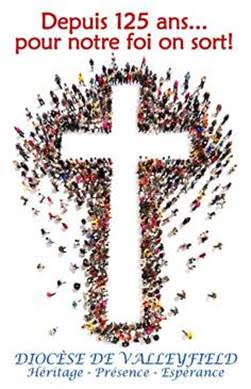 Depuis 125 ans...
pour notre foi on sort!
DIOCÈSE DE VALLEYFIELD
Héritage - Présence - Espérance